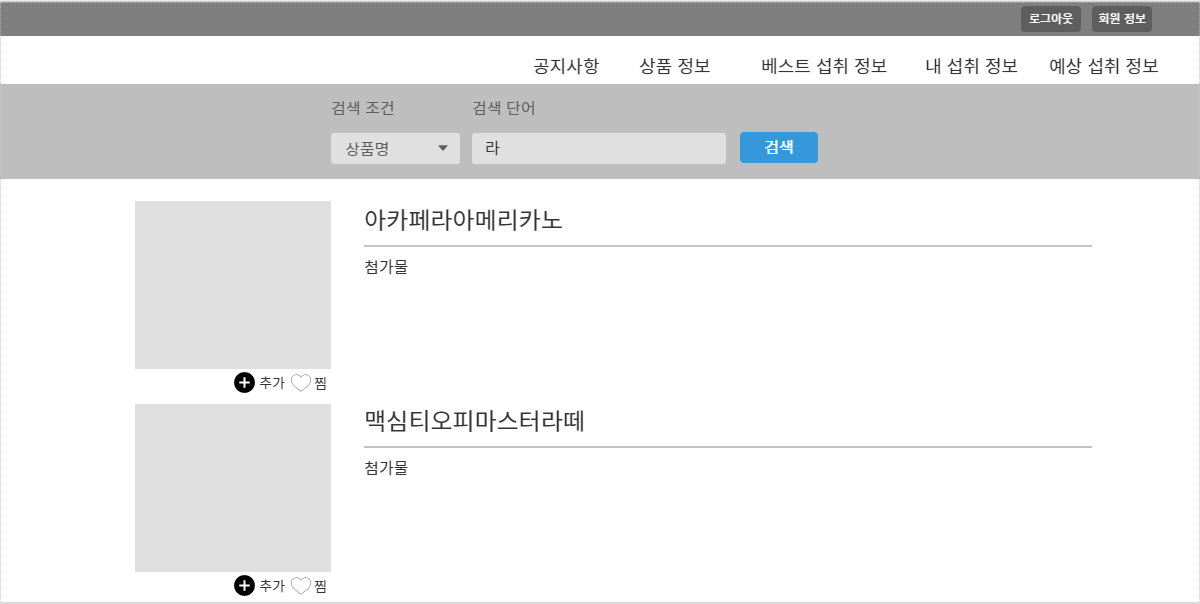 로그아웃 회원 정보
공지사항 상품 정보 베스트 섭취 정보 내 섭취 정보 예상 섭취 정보
검색 조건 검색 단어
상품명 라 검색
아카페라아메리카노
첨가물
추가 찜
맥심티오피마스터라떼
첨가물
추가 찜